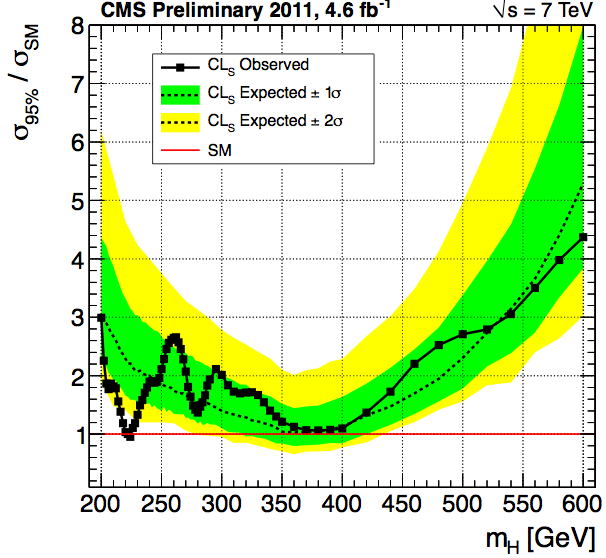 CMS Preliminary 2011, 4.6 fb⁻¹
√s = 7 TeV
σ95% / σSM
8
7
6
5
4
3
2
1
CLS Observed
CLS Expected ± 1σ
CLS Expected ± 2σ
SM
200 250 300 350 400 450 500 550 600
mH [GeV]